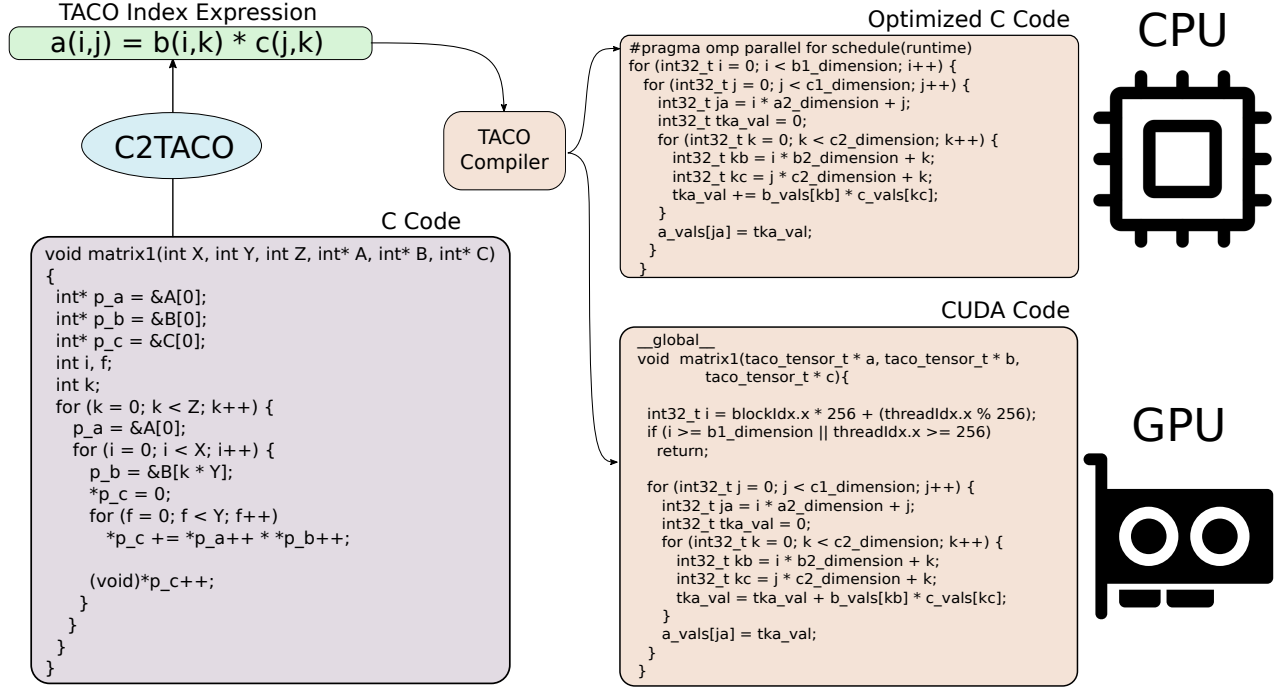 TACO Index Expression
a(i,j) = b(i,k) * c(j,k)
C2TACO
TACO
Compiler
C Code
void matrix1(int X, int Y, int Z, int* A, int* B, int* C)
{
int* p_a = &A[0];
int* p_b = &B[0];
int* p_c = &C[0];
int i, f;
int k;
for (k = 0; k < Z; k++) {
p_a = &A[0];
for (i = 0; i < X; i++) {
p_b = &B[k * Y];
*p_c = 0;
for (f = 0; f < Y; f++)
*p_c += *p_a++ * *p_b++;
(void)*p_c++;
}
}
}
}
Optimized C Code
#pragma omp parallel for schedule(runtime)
for (int32_t i = 0; i < b1_dimension; i++) {
for (int32_t j = 0; j < c1_dimension; j++) {
int32_t ja = i * a2_dimension + j;
int32_t tka_val = 0;
for (int32_t k = 0; k < c2_dimension; k++) {
int32_t kb = i * b2_dimension + k;
int32_t kc = j * c2_dimension + k;
tka_val += b_vals[kb] * c_vals[kc];
}
a_vals[ja] = tka_val;
}
}
CPU
CUDA Code
__global__
void matrix1(taco_tensor_t * a, taco_tensor_t * b,
taco_tensor_t * c){
int32_t i = blockIdx.x * 256 + (threadIdx.x % 256);
if (i >= b1_dimension || threadIdx.x >= 256)
return;
for (int32_t j = 0; j < c1_dimension; j++) {
int32_t ja = i * a2_dimension + j;
int32_t tka_val = 0;
for (int32_t k = 0; k < c2_dimension; k++) {
int32_t kb = i * b2_dimension + k;
int32_t kc = j * c2_dimension + k;
tka_val = tka_val + b_vals[kb] * c_vals[kc];
}
a_vals[ja] = tka_val;
}
}
GPU